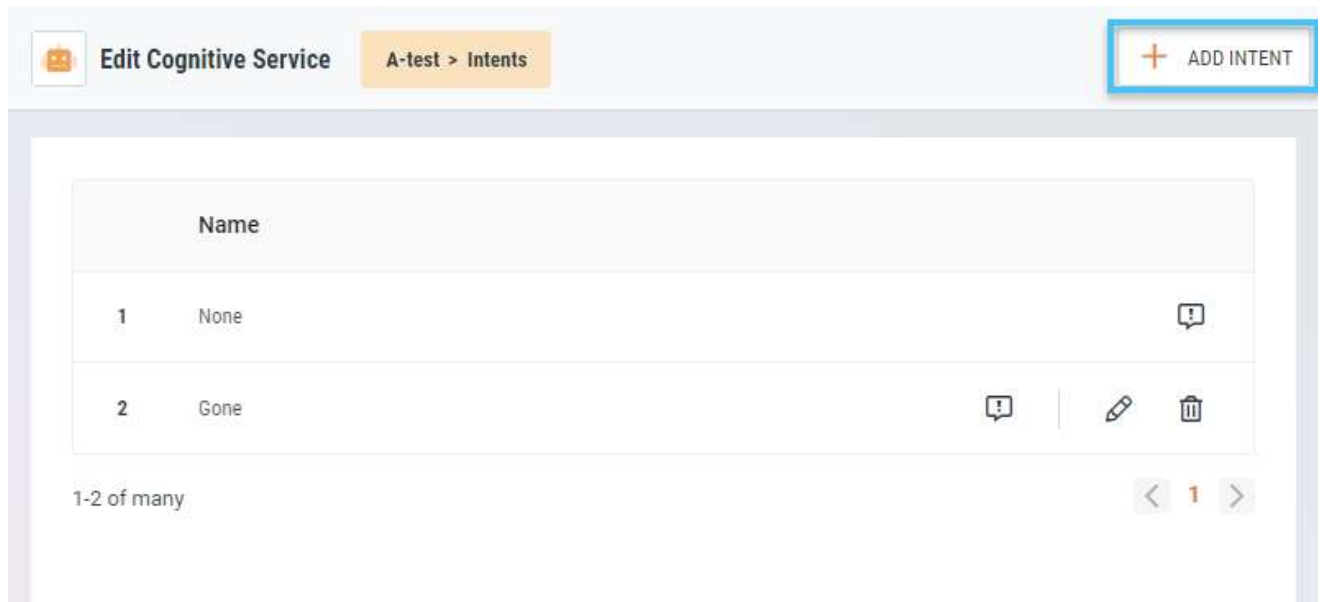 Edit Cognitive Service A-test > Intents + ADD INTENT
Name
1 None
2 Gone
1-2 of many < 1 >